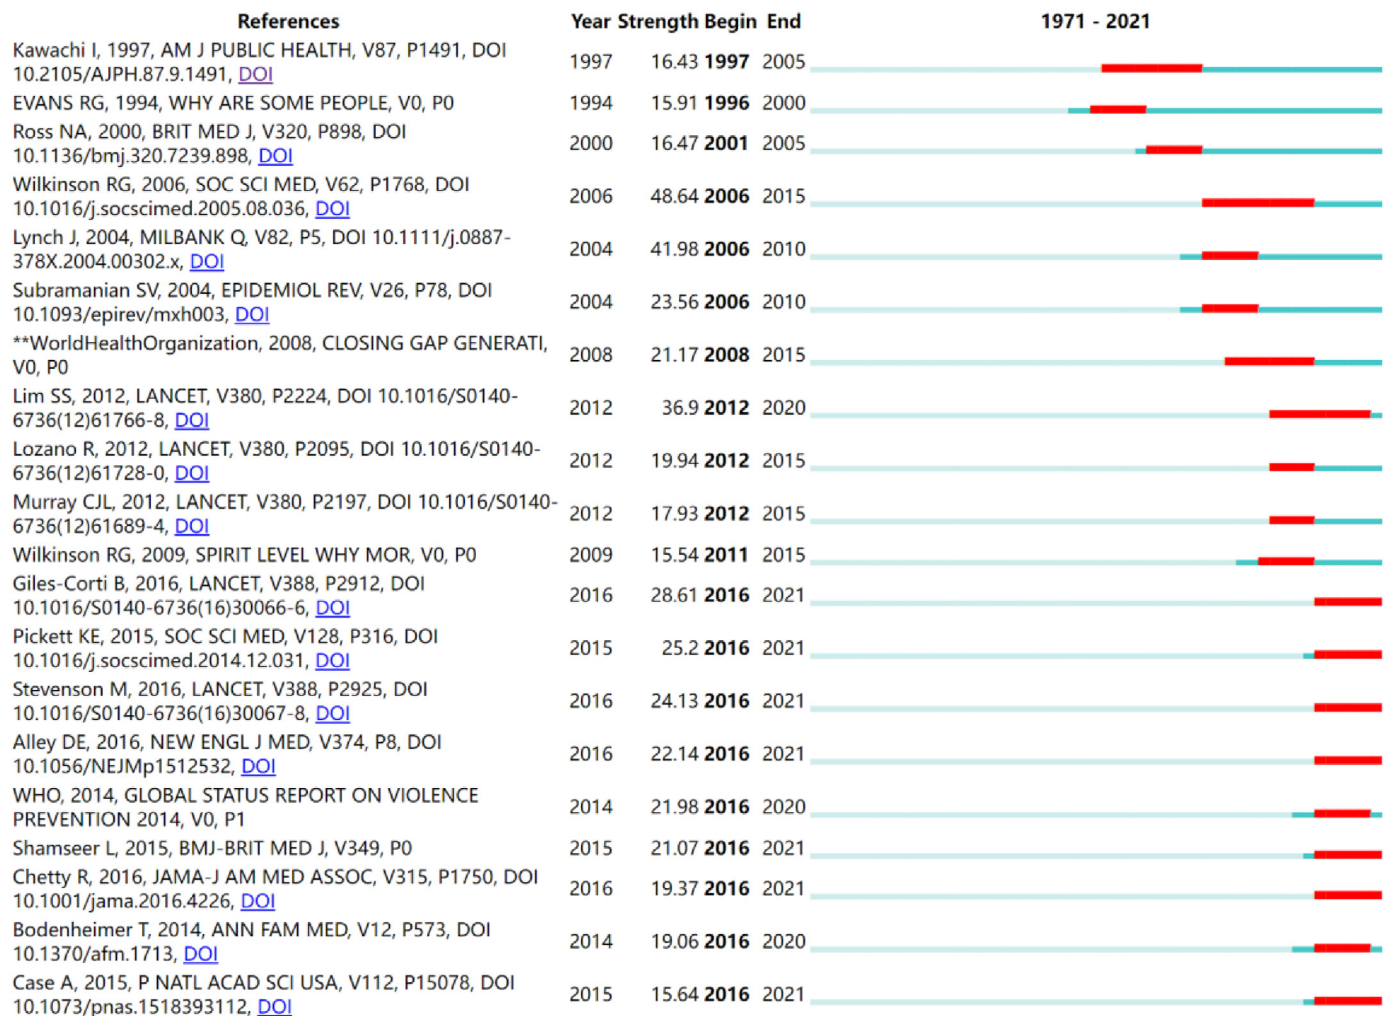 References Year Strength Begin End 1971 - 2021
Kawachi I, 1997, AM J PUBLIC HEALTH, V87, P1491, DOI
10.2105/AJPH.87.9.1491, DOI 1997 16.43 1997 2005
EVANS RG, 1994, WHY ARE SOME PEOPLE, V0, P0 1994 15.91 1996 2000
Ross NA, 2000, BRIT MED J, V320, P898, DOI
10.1136/bmj.320.7239.898, DOI 2000 16.47 2001 2005
Wilkinson RG, 2006, SOC SCI MED, V62, P1768, DOI
10.1016/j.socscimed.2005.08.036, DOI 2006 48.64 2006 2015
Lynch J, 2004, MILBANK Q, V82, P5, DOI 10.1111/j.0887-
378X.2004.00302.x, DOI 2004 41.98 2006 2010
Subramanian SV, 2004, EPIDEMIOL REV, V26, P78, DOI
10.1093/epirev/mxh003, DOI 2004 23.56 2006 2010
**WorldHealthOrganization, 2008, CLOSING GAP GENERATI,
V0, P0 2008 21.17 2008 2015
Lim SS, 2012, LANCET, V380, P2224, DOI 10.1016/S0140-
6736(12)61766-8, DOI 2012 36.9 2012 2020
Lozano R, 2012, LANCET, V380, P2095, DOI 10.1016/S0140-
6736(12)61728-0, DOI 2012 19.94 2012 2015
Murray CJL, 2012, LANCET, V380, P2197, DOI 10.1016/S0140-
6736(12)61689-4, DOI 2012 17.93 2012 2015
Wilkinson RG, 2009, SPIRIT LEVEL WHY MOR, V0, P0 2009 15.54 2011 2015
Giles-Corti B, 2016, LANCET, V388, P2912, DOI
10.1016/S0140-6736(16)30066-6, DOI 2016 28.61 2016 2021
Pickett KE, 2015, SOC SCI MED, V128, P316, DOI
10.1016/j.socscimed.2014.12.031, DOI 2015 25.2 2016 2021
Stevenson M, 2016, LANCET, V388, P2925, DOI
10.1016/S0140-6736(16)30067-8, DOI 2016 24.13 2016 2021
Alley DE, 2016, NEW ENGL J MED, V374, P8, DOI
10.1056/NEJMp1512532, DOI 2016 22.14 2016 2021
WHO, 2014, GLOBAL STATUS REPORT ON VIOLENCE
PREVENTION 2014, V0, P1 2014 21.98 2016 2020
Shamseer L, 2015, BMJ-BRIT MED J, V349, P0 2015 21.07 2016 2021
Chetty R, 2016, JAMA-J AM MED ASSOC, V315, P1750, DOI
10.1001/jama.2016.4226, DOI 2016 19.37 2016 2021
Bodenheimer T, 2014, ANN FAM MED, V12, P573, DOI
10.1370/afm.1713, DOI 2014 19.06 2016 2020
Case A, 2015, P NATL ACAD SCI USA, V112, P15078, DOI
10.1073/pnas.1518393112, DOI 2015 15.64 2016 2021